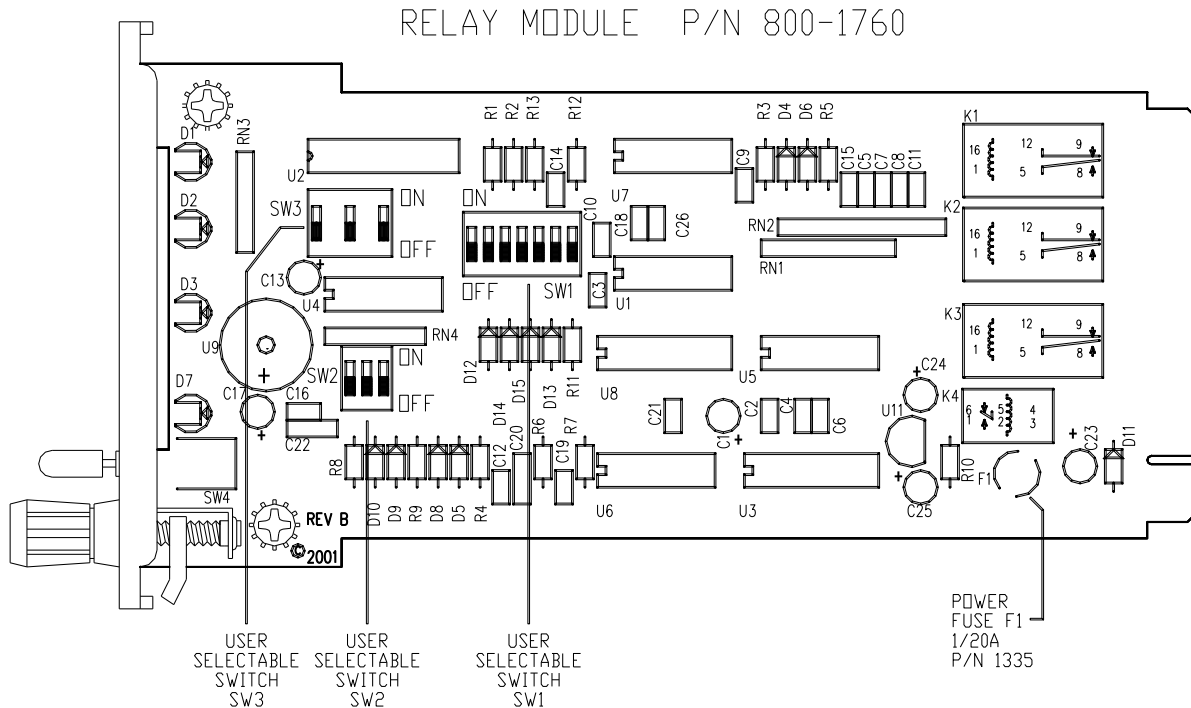 RELAY MODULE P/N 800-1760
D1
RN3
U2
R1
R2
R13
C14
R12
U7
C9
R3
D4
D6
R5
C15
C5
C7
C8
C11
K1
16
1
12
5
9
8
D2
SW3
ON
OFF
ON
OFF
SW1
C10
C18
C26
RN2
RN1
K2
16
1
12
5
9
8
C13
+
U4
C3
U1
D3
U9
+
RN4
SW2
ON
OFF
D12
D14
D15
D13
R11
U8
U5
K3
16
1
12
5
9
8
C24
+
K4
6
1
5
2
4
3
D7
C17
+
C16
C22
C21
C1
+
C2
C4
C6
U11
C23
+
D11
SW4
R8
D10
D9
R9
D8
D5
R4
C12
C20
R6
C19
R7
U6
U3
C25
+
R10
F1
REV B
© 2001
USER
SELECTABLE
SWITCH
SW3
USER
SELECTABLE
SWITCH
SW2
USER
SELECTABLE
SWITCH
SW1
POWER
FUSE F1
1/20A
P/N 1335